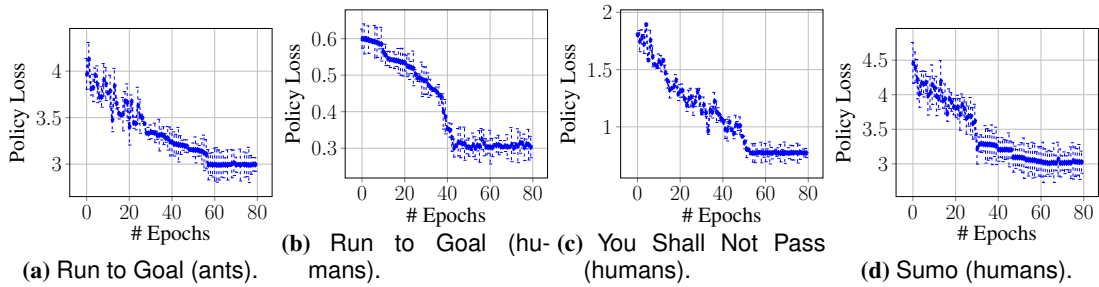 Policy Loss
4
3.5
3
0 20 40 60 80
# Epochs
(a) Run to Goal (ants).
Policy Loss
0.6
0.5
0.4
0.3
0 20 40 60 80
# Epochs
(b) Run to Goal (hu-
mans).
Policy Loss
2
1.5
1
0 20 40 60 80
# Epochs
(c) You Shall Not Pass
(humans).
Policy Loss
4.5
4
3.5
3
0 20 40 60 80
# Epochs
(d) Sumo (humans).